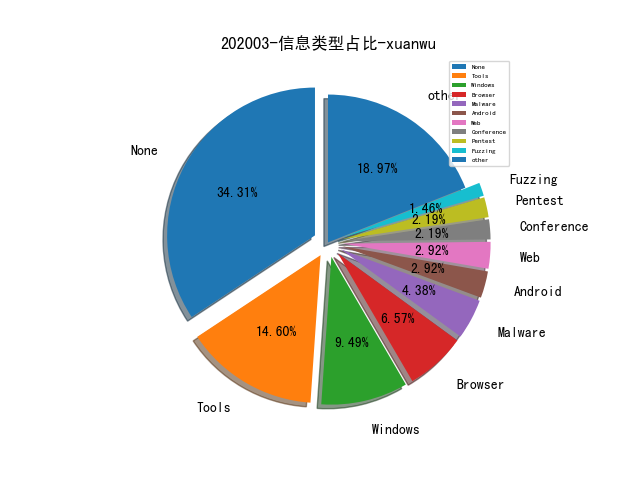 202003-信息类型占比-xuanwu
None
Tools
Windows
Browser
Malware
Android
Web
Conference
Pentest
Fuzzing
other
None
34.31%
Tools
14.60%
Windows
9.49%
Browser
6.57%
Malware
4.38%
Android
2.92%
Web
2.92%
Conference
2.19%
Pentest
2.19%
Fuzzing
1.46%
other
18.97%